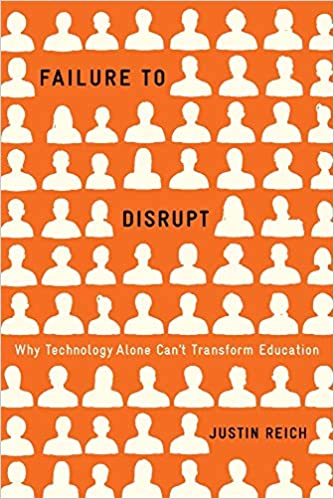 FAILURE TO
DISRUPT
Why Technology Alone Can't Transform Education
JUSTIN REICH